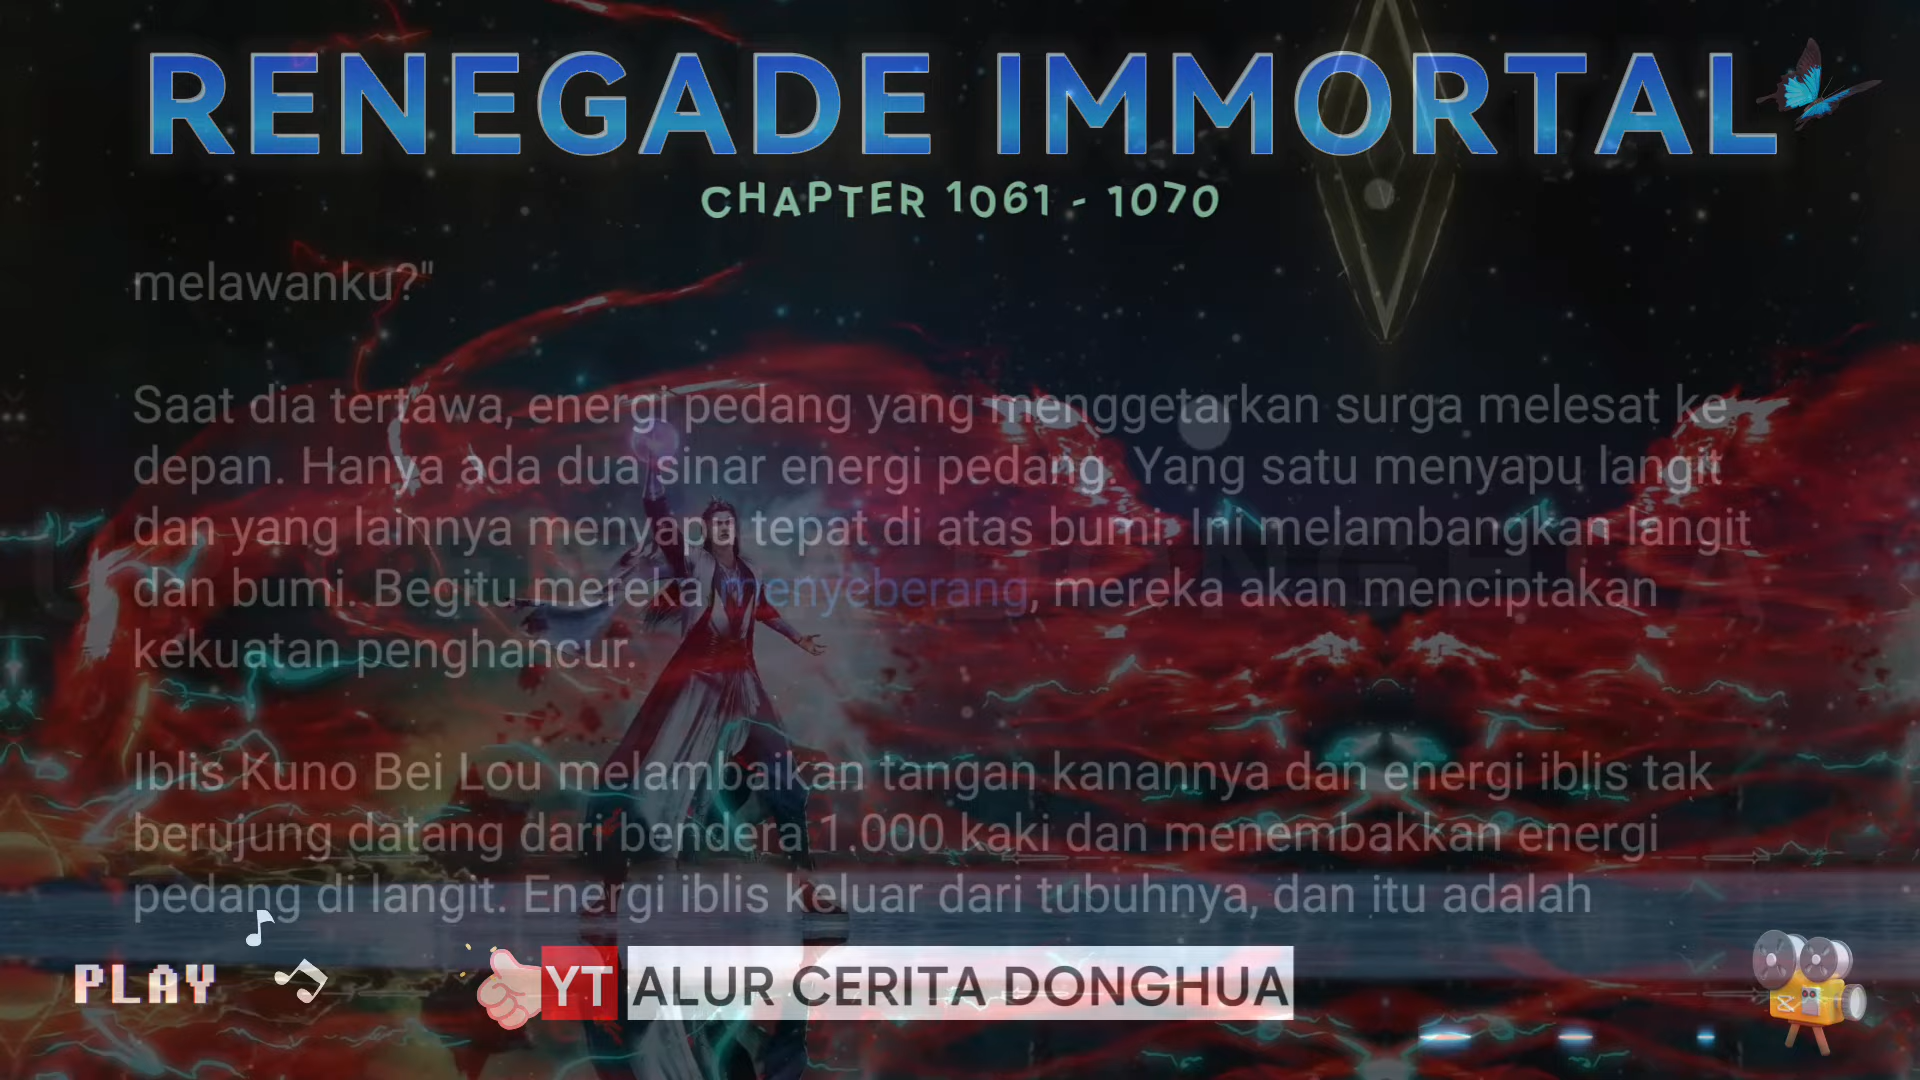 RENEGADE IMMORTAL
CHAPTER 1061 - 1070
melawanku?"
Saat dia tertawa, energi pedang yang menggetarkan surga melesat ke
depan. Hanya ada dua sinar energi pedang. Yang satu menyapu langit
dan yang lainnya menyapu tepat di atas bumi. Ini melambangkan langit
dan bumi. Begitu mereka menyeberang, mereka akan menciptakan
kekuatan penghancur.
Iblis Kuno Bei Lou melambaikan tangan kanannya dan energi iblis tak
berujung datang dari bendera 1.000 kaki dan menembakkan energi
pedang di langit. Energi iblis keluar dari tubuhnya, dan itu adalah
PLAY
YT ALUR CERITA DONGHUA